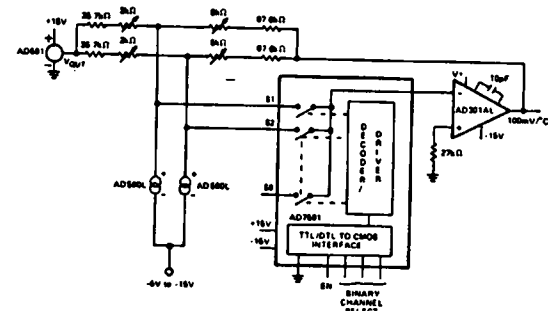 +15V
35.7kΩ
2kΩ
5kΩ
97.6kΩ
AD581
VOUT
35.7kΩ
2kΩ
5kΩ
97.6kΩ
V+
10pF
S1
AD301AL
S2
100mV/°C
DECODER/
DRIVER
-15V
27kΩ
AD590L
AD590L
S8
AD7501
+15V
-15V
TTL/DTL TO CMOS
INTERFACE
-5V to -15V
EN
BINARY
CHANNEL
SELECT